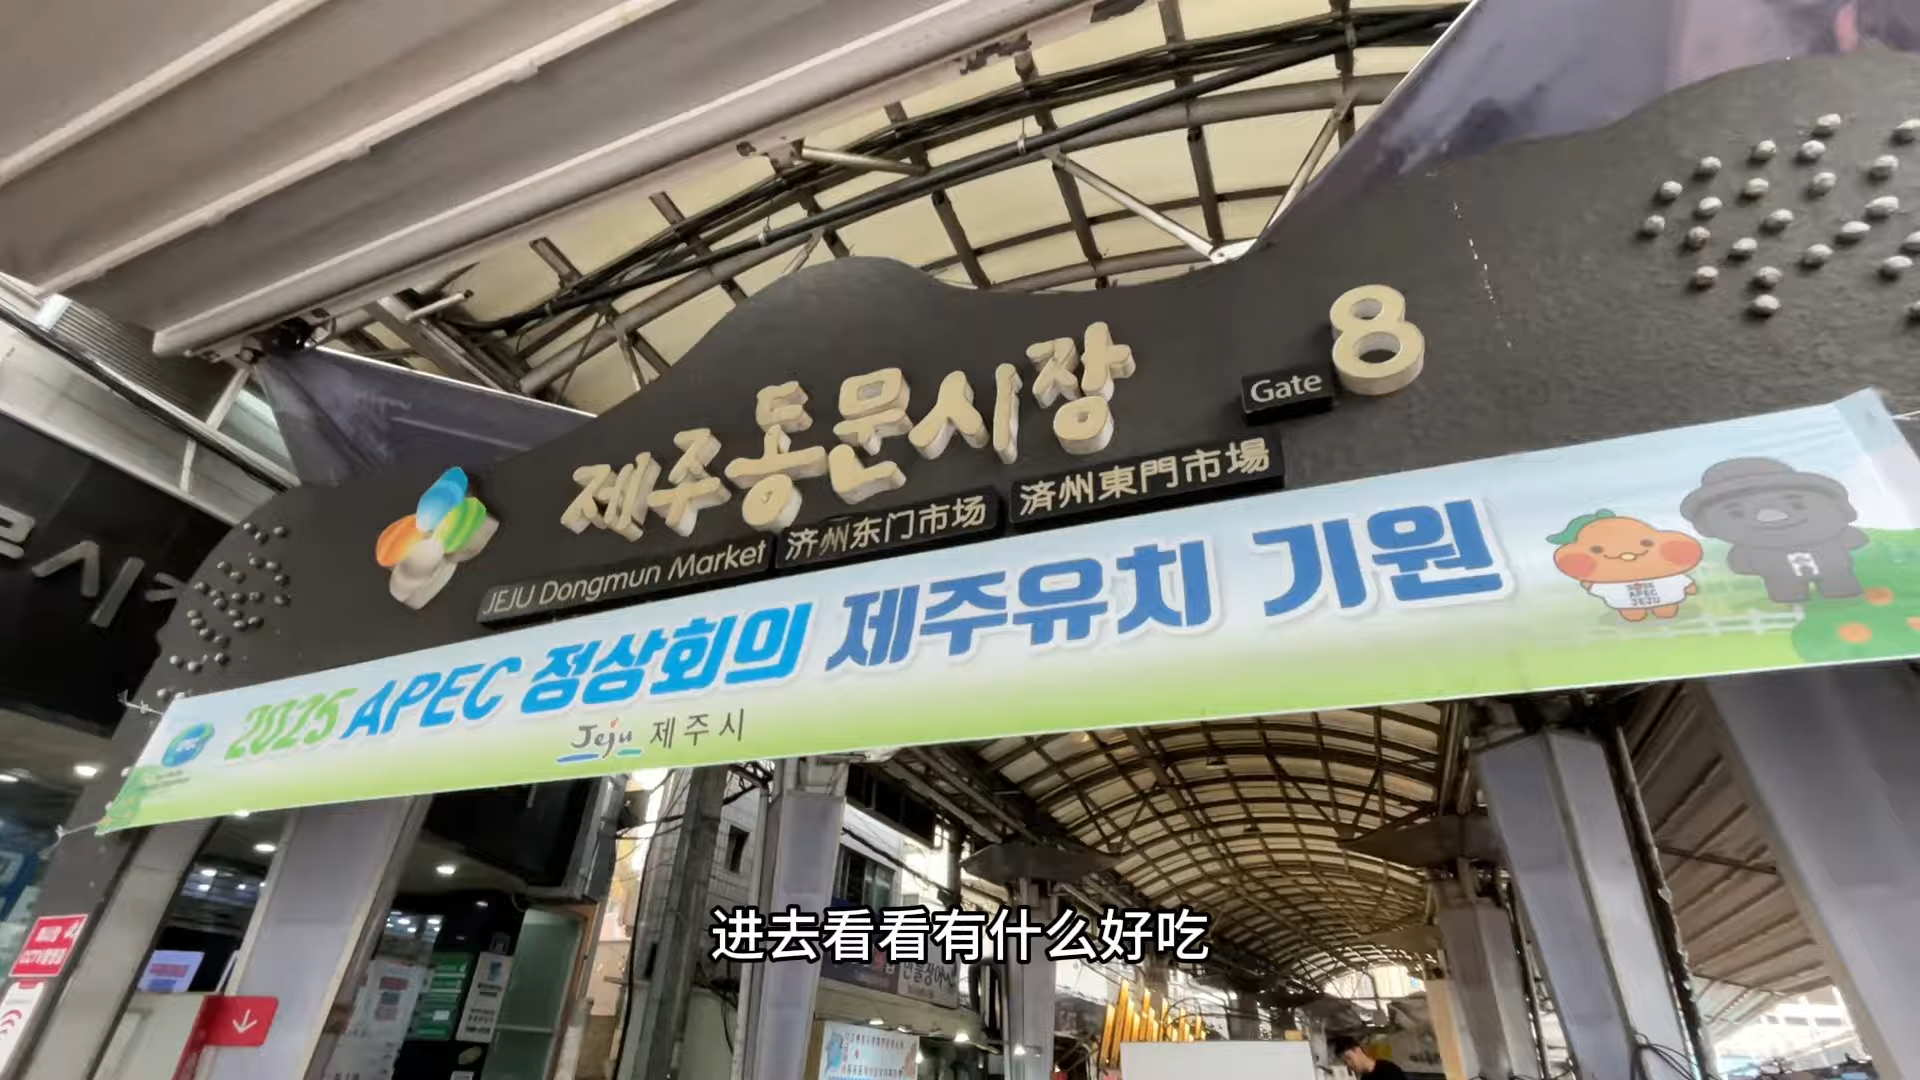 제주동문시장
Gate 8
JEJU Dongmun Market
济州东门市场
済州東門市場
2025 APEC 정상회의 제주유치 기원
Jeju 제주시
进去看看有什么好吃